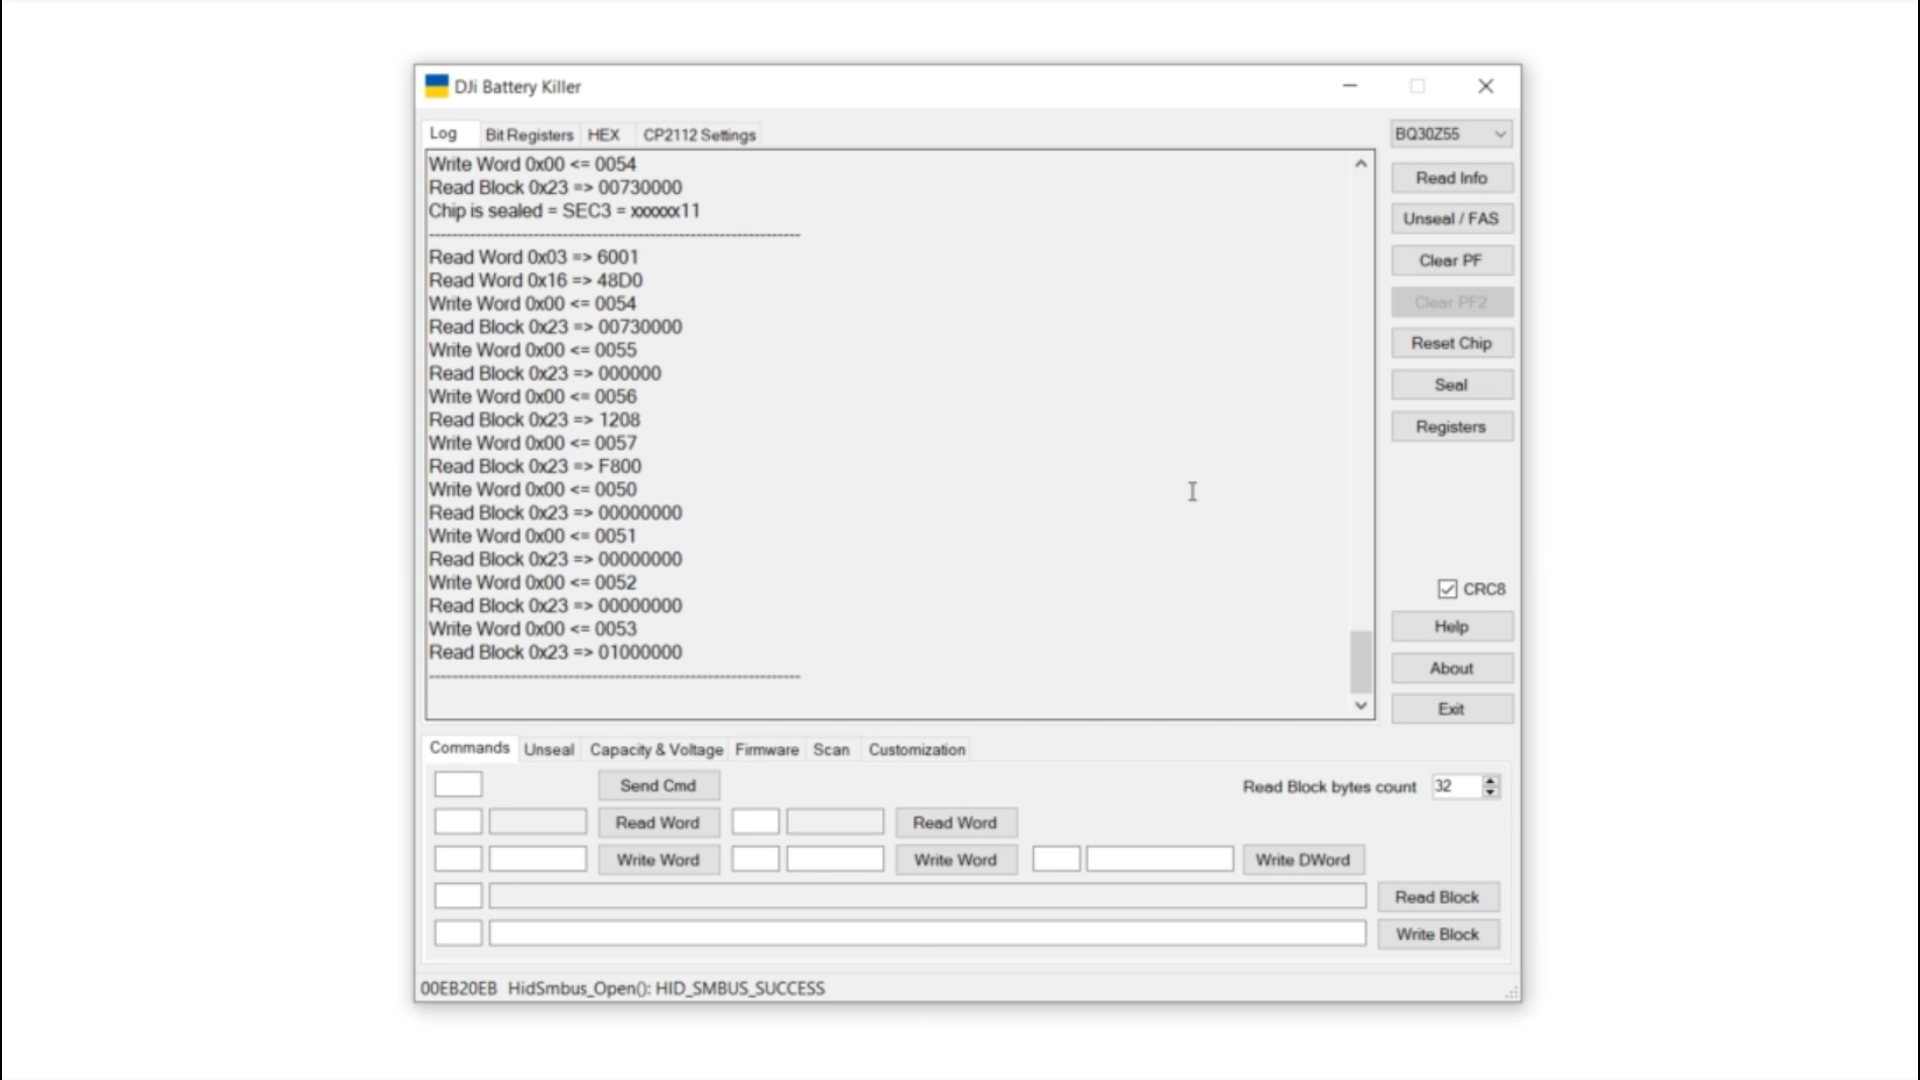 DJi Battery Killer
Log Bit Registers HEX CP2112 Settings
BQ30Z55
Write Word 0x00 <= 0054
Read Block 0x23 => 00730000
Chip is sealed = SEC3 = xxxxxx11
--------------------------------------------------------------------------
Read Word 0x03 => 6001
Read Word 0x16 => 48D0
Write Word 0x00 <= 0054
Read Block 0x23 => 00730000
Write Word 0x00 <= 0055
Read Block 0x23 => 000000
Write Word 0x00 <= 0056
Read Block 0x23 => 1208
Write Word 0x00 <= 0057
Read Block 0x23 => F800
Write Word 0x00 <= 0050
Read Block 0x23 => 00000000
Write Word 0x00 <= 0051
Read Block 0x23 => 00000000
Write Word 0x00 <= 0052
Read Block 0x23 => 00000000
Write Word 0x00 <= 0053
Read Block 0x23 => 01000000
--------------------------------------------------------------------------
Read Info
Unseal / FAS
Clear PF
Clear PF2
Reset Chip
Seal
Registers
CRC8
Help
About
Exit
Commands Unseal Capacity & Voltage Firmware Scan Customization
Send Cmd Read Block bytes count 32
Read Word Read Word
Write Word Write Word Write DWord
Read Block
Write Block
00EB20EB HidSmbus_Open(): HID_SMBUS_SUCCESS